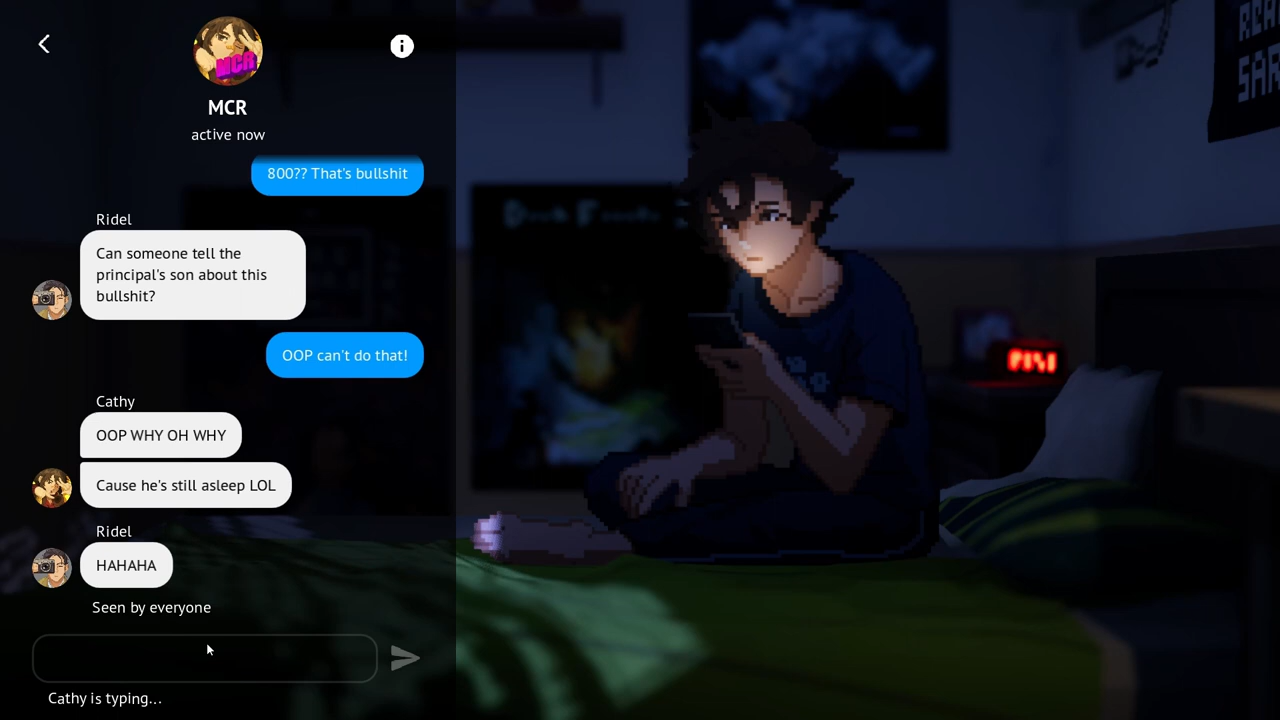 MCR
MCR
active now
800?? That's bullshit
Ridel
Can someone tell the
principal's son about this
bullshit?
OOP can't do that!
Cathy
OOP WHY OH WHY
Cause he's still asleep LOL
Ridel
HAHAHA
Seen by everyone
Cathy is typing...